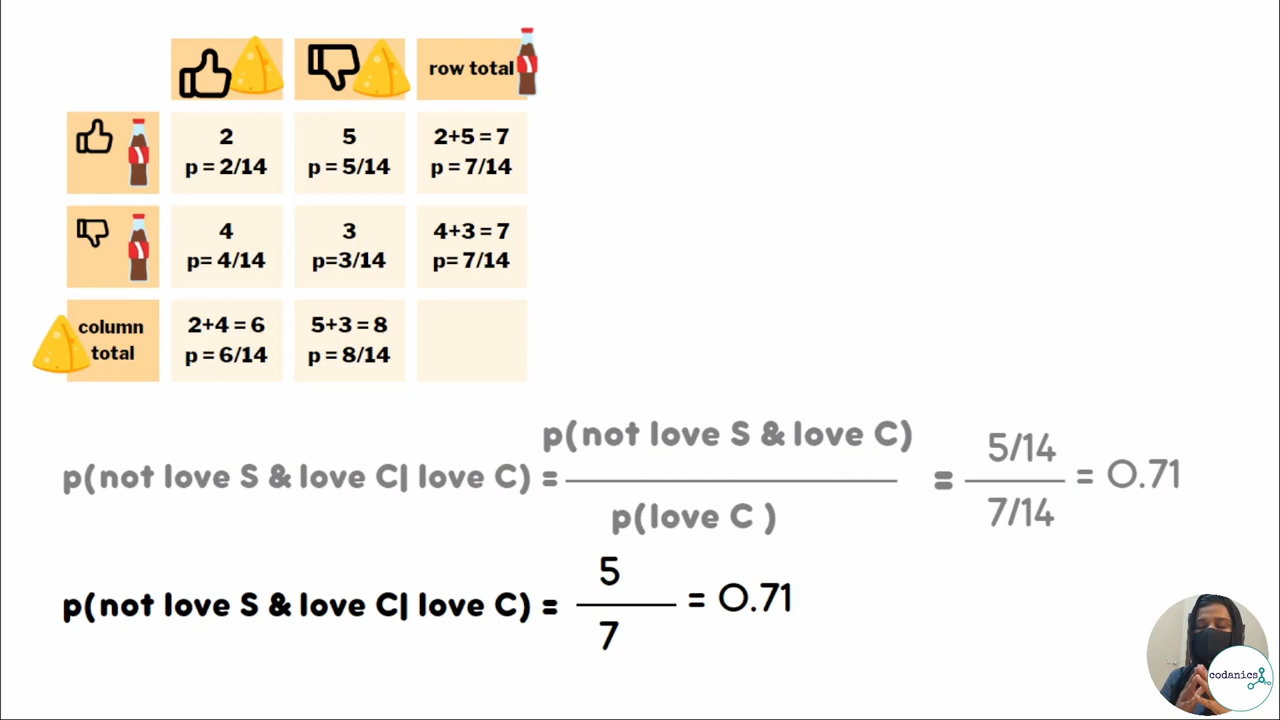 row total
2
p = 2/14
5
p = 5/14
2+5 = 7
p = 7/14
4
p= 4/14
3
p=3/14
4+3 = 7
p= 7/14
column
total
2+4 = 6
p = 6/14
5+3 = 8
p = 8/14
p(not love S & love C| love C) =
p(not love S & love C)
p(love C )
=
5/14
7/14
= 0.71
p(not love S & love C| love C) =
5
7
= 0.71
codanics